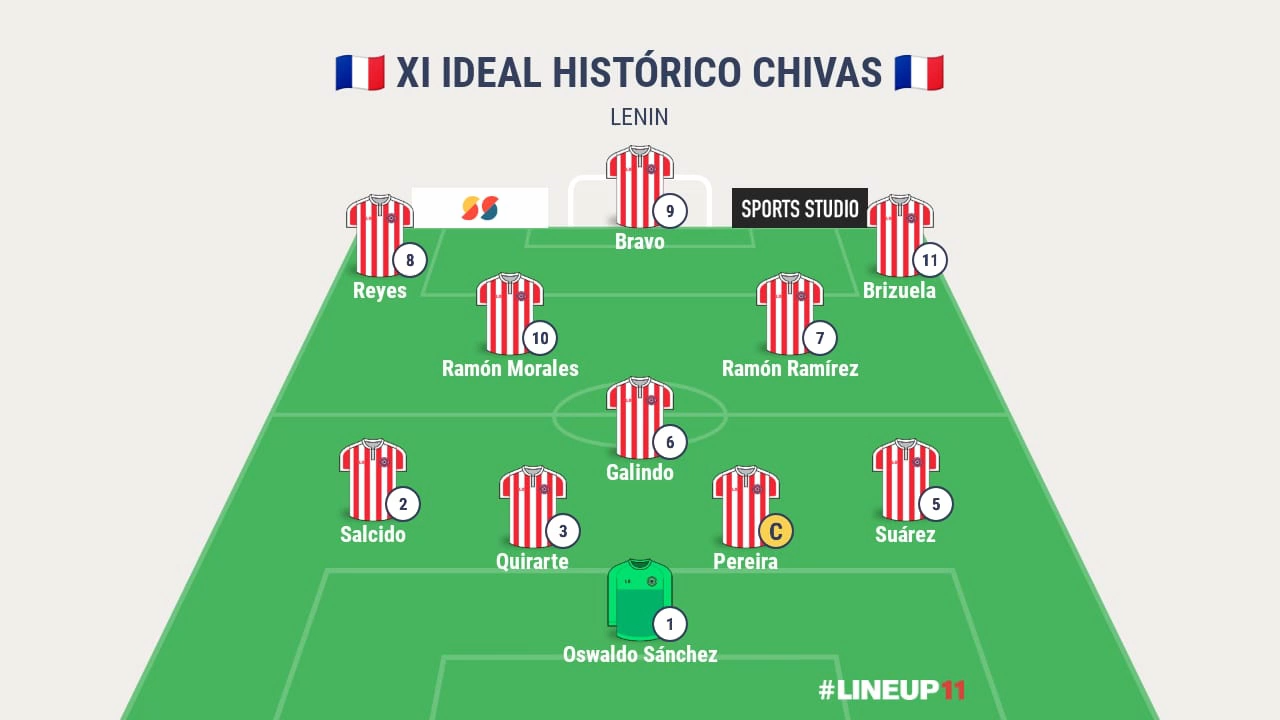 🇫🇷 XI IDEAL HISTÓRICO CHIVAS 🇫🇷
LENIN
SPORTS STUDIO
9
Bravo
8
Reyes
11
Brizuela
10
Ramón Morales
7
Ramón Ramírez
6
Galindo
2
Salcido
3
Quirarte
C
Pereira
5
Suárez
1
Oswaldo Sánchez
#LINEUP11